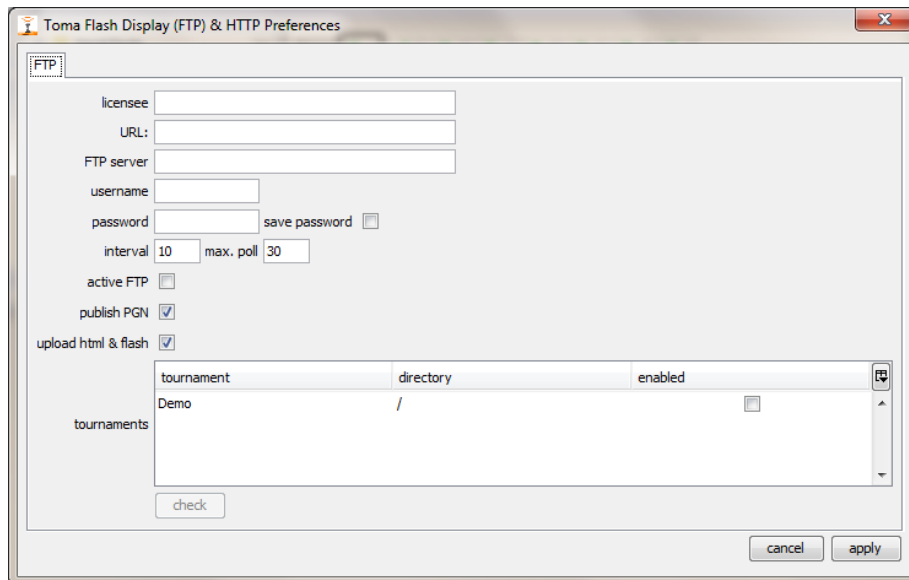 Toma Flash Display (FTP) & HTTP Preferences
FTP
licensee
URL:
FTP server
username
password save password
interval 10 max. poll 30
active FTP
publish PGN
upload html & flash
tournament directory enabled
Demo /
tournaments
check
cancel apply